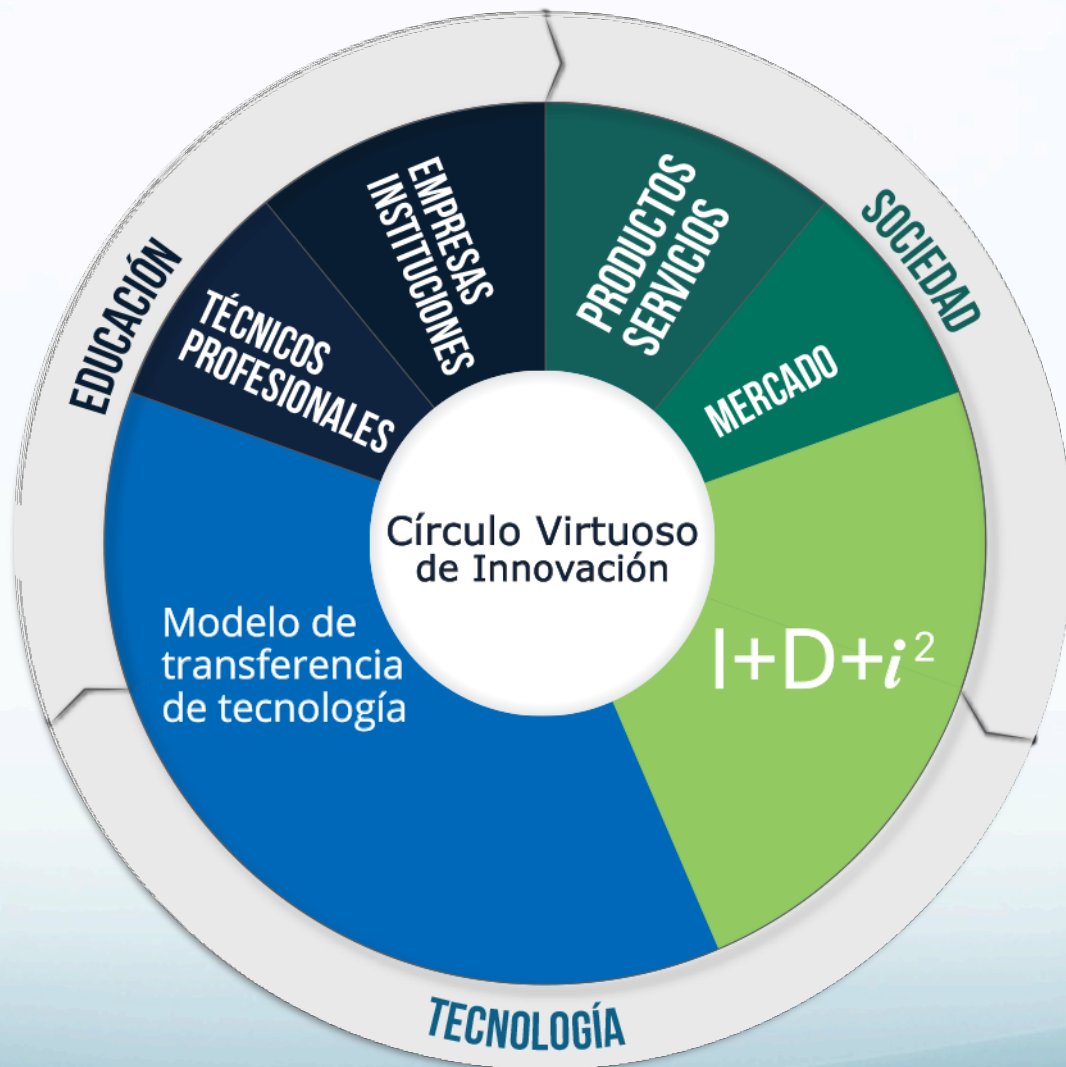 EDUCACIÓN
TÉCNICOS
PROFESIONALES
EMPRESAS
INSTITUCIONES
PRODUCTOS
SERVICIOS
MERCADO
SOCIEDAD
Círculo Virtuoso
de Innovación
Modelo de
transferencia
de tecnología
I+D+i²
TECNOLOGÍA